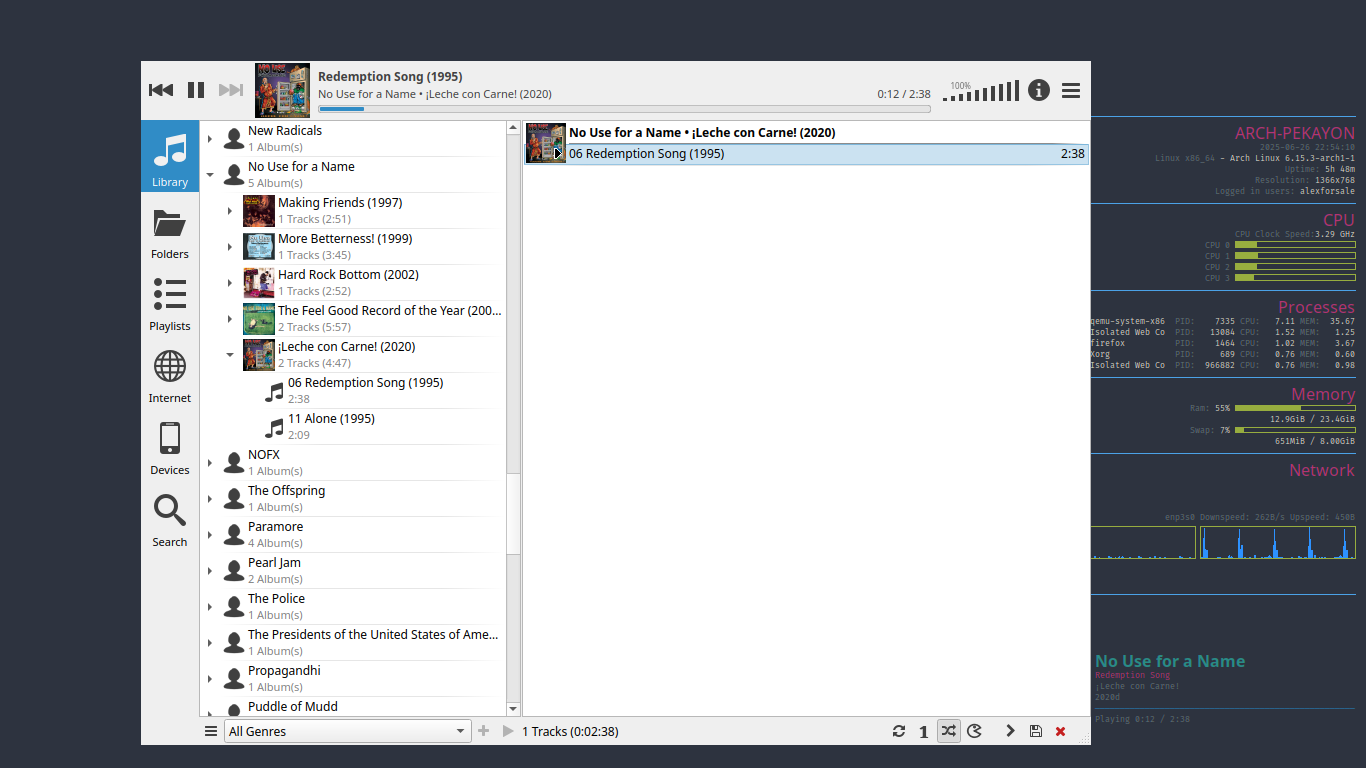 Redemption Song (1995)
No Use for a Name • ¡Leche con Carne! (2020)
0:12 / 2:38
100%
Library
Folders
Playlists
Internet
Devices
Search
New Radicals
1 Album(s)
No Use for a Name
5 Album(s)
Making Friends (1997)
1 Tracks (2:51)
More Betterness! (1999)
1 Tracks (3:45)
Hard Rock Bottom (2002)
1 Tracks (2:52)
The Feel Good Record of the Year (200...
2 Tracks (5:57)
¡Leche con Carne! (2020)
2 Tracks (4:47)
06 Redemption Song (1995)
2:38
11 Alone (1995)
2:09
NOFX
1 Album(s)
The Offspring
1 Album(s)
Paramore
4 Album(s)
Pearl Jam
2 Album(s)
The Police
1 Album(s)
The Presidents of the United States of Ame...
1 Album(s)
Propagandhi
1 Album(s)
Puddle of Mudd
No Use for a Name • ¡Leche con Carne! (2020)
06 Redemption Song (1995) 2:38
All Genres
1 Tracks (0:02:38)
1
ARCH-PEKAYON
2025-06-26 22:54:10
Linux x86_64 - Arch Linux 6.15.3-arch1-1
Uptime: 5h 48m
Resolution: 1366x768
Logged in users: alexforsale
CPU
CPU Clock Speed:3.29 GHz
CPU 0
CPU 1
CPU 2
CPU 3
Processes
qemu-system-x86 PID: 7335 CPU: 7.11 MEM: 35.67
Isolated Web Co PID: 13084 CPU: 1.52 MEM: 1.25
firefox PID: 1464 CPU: 1.02 MEM: 3.67
Xorg PID: 689 CPU: 0.76 MEM: 0.60
Isolated Web Co PID: 966882 CPU: 0.76 MEM: 0.98
Memory
Ram: 55%
12.9GiB / 23.4GiB
Swap: 7%
651MiB / 8.00GiB
Network
enp3s0 Downspeed: 262B/s Upspeed: 450B
No Use for a Name
Redemption Song
¡Leche con Carne!
2020d
Playing 0:12 / 2:38